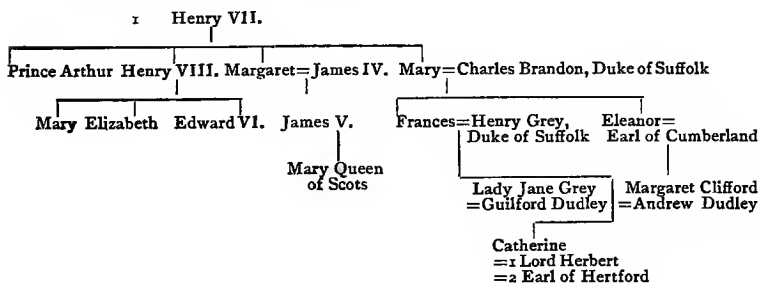 1 Henry VII.
Prince Arthur Henry VIII. Margaret=James IV. Mary=Charles Brandon, Duke of Suffolk
Mary Elizabeth Edward VI. James V. Frances=Henry Grey, Eleanor=
Duke of Suffolk Earl of Cumberland
Mary Queen
of Scots
Lady Jane Grey Margaret Clifford
=Guilford Dudley =Andrew Dudley
Catherine
=1 Lord Herbert
=2 Earl of Hertford